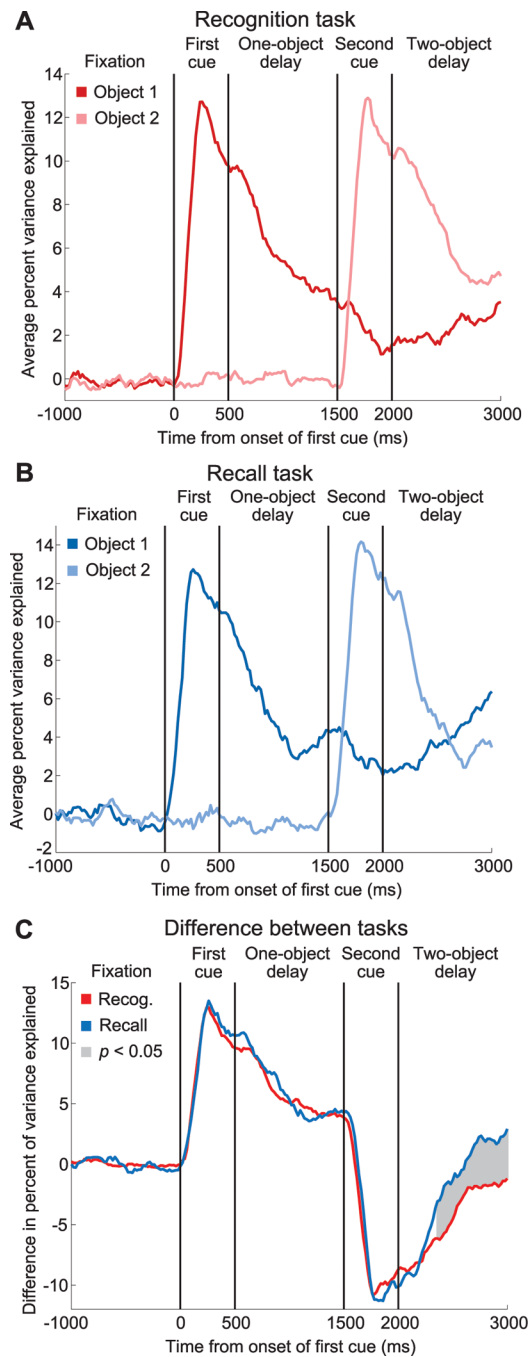 A
Recognition task
Fixation
First cue
One-object delay
Second cue
Two-object delay
Object 1
Object 2
Average percent variance explained
14
12
10
8
6
4
2
0
-1000
0
500
1500
2000
3000
Time from onset of first cue (ms)
B
Recall task
Fixation
First cue
One-object delay
Second cue
Two-object delay
Object 1
Object 2
Average percent variance explained
14
12
10
8
6
4
2
0
-2
-1000
0
500
1500
2000
3000
Time from onset of first cue (ms)
C
Difference between tasks
Fixation
First cue
One-object delay
Second cue
Two-object delay
Recog.
Recall
p < 0.05
Difference in percent of variance explained
15
10
5
0
-5
-10
-1000
0
500
1500
2000
3000
Time from onset of first cue (ms)